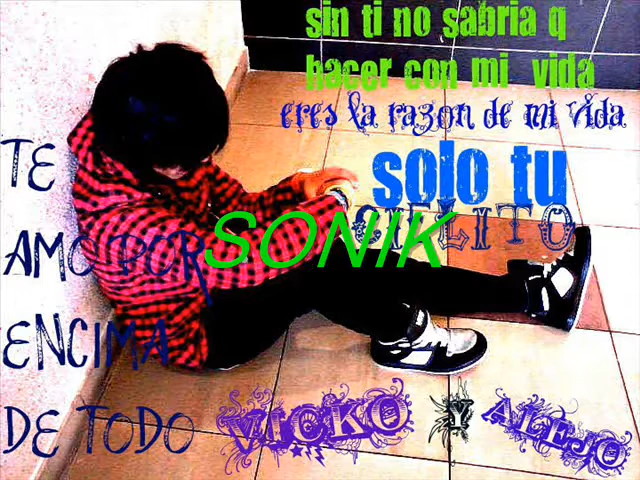 sin ti no sabria q
hacer con mi vida
eres la razon de mi vida
solo tu
CIELITO
SONIK
TE
AMO POR
ENCIMA
DE TODO
VICKO Y ALEJO